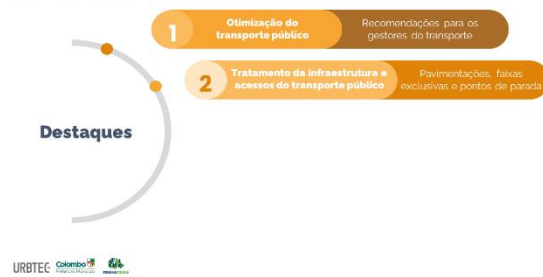 1
Otimização do
transporte público
Recomendações para os
gestores do transporte
2
Tratamento da infraestrutura e
acessos do transporte público
Pavimentações, faixas
exclusivas e pontos de parada
Destaques
URBTEC
Colombo